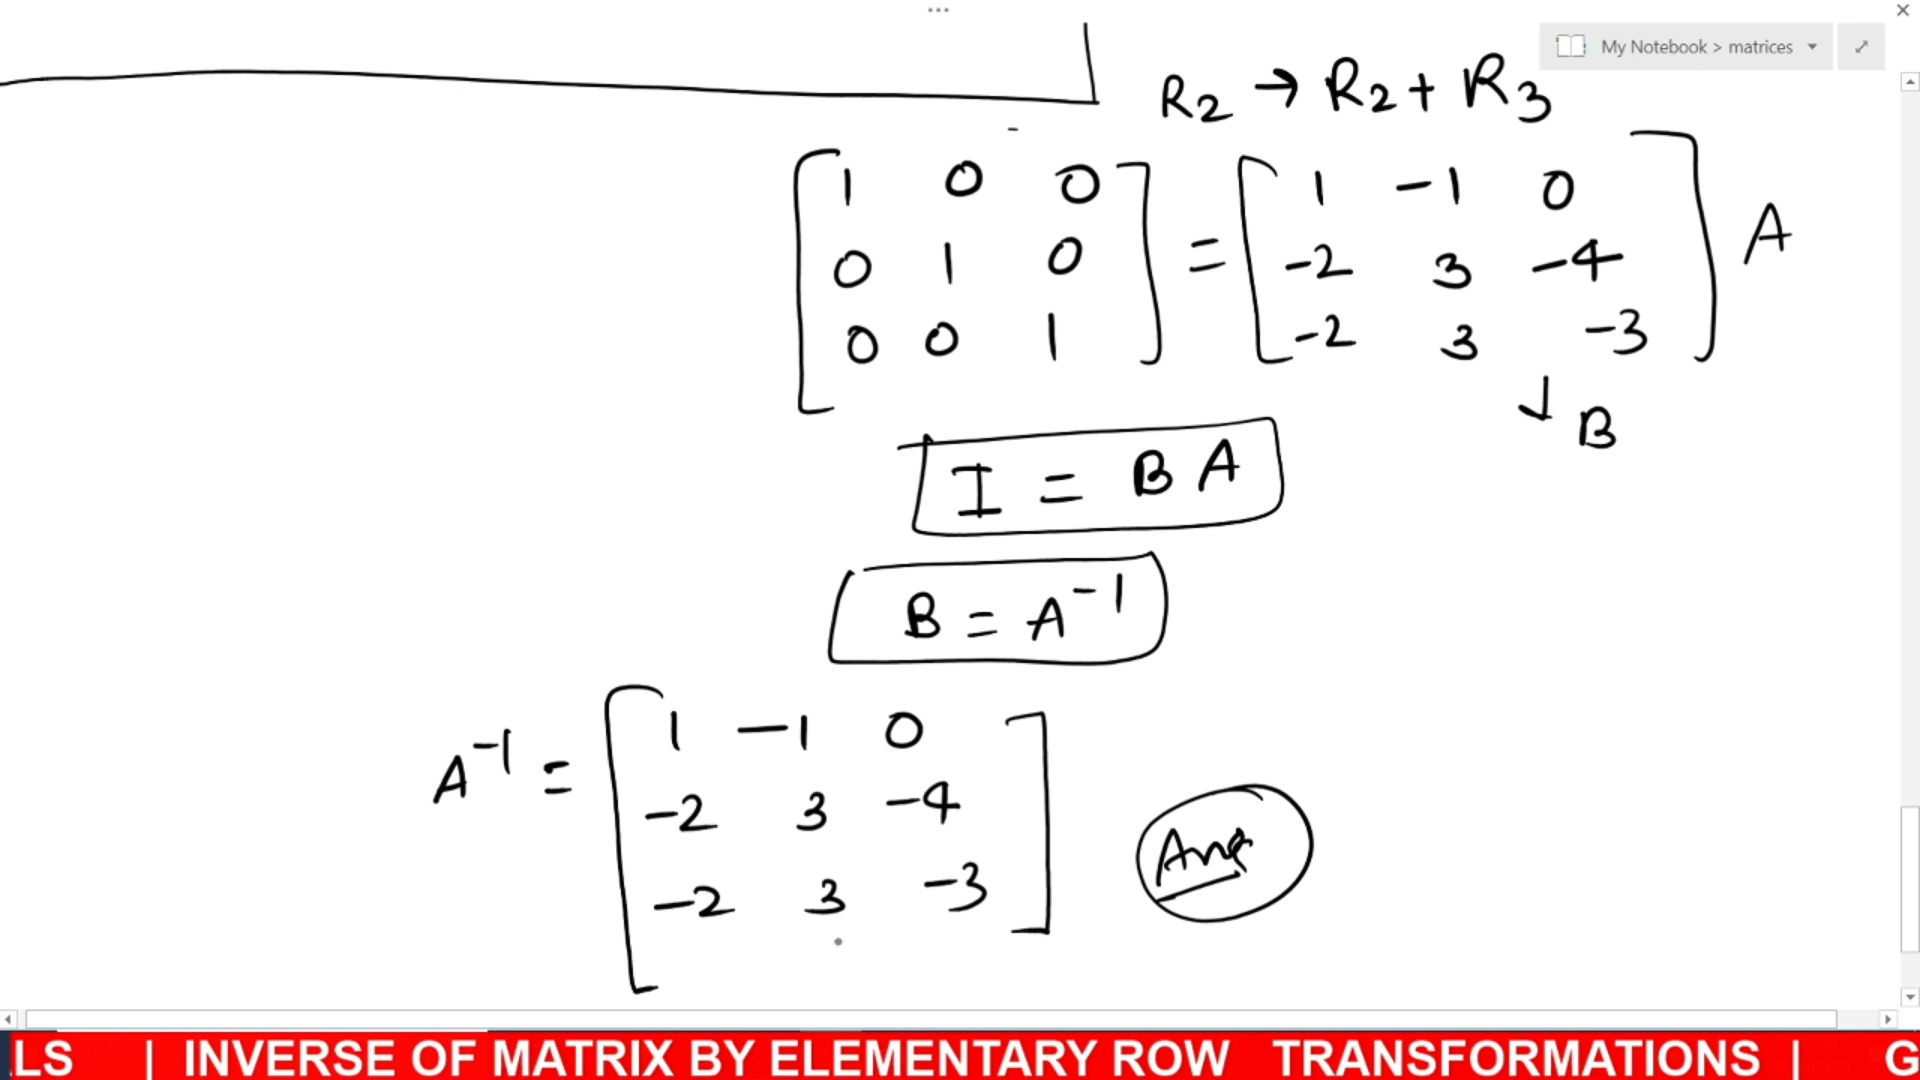 My Notebook > matrices
R2 → R2 + R3
[1 0 0] = [1 -1 0] A
[0 1 0] [-2 3 -4]
[0 0 1] [-2 3 -3]
↓ B
I = B A
B = A⁻¹
A⁻¹ = [1 -1 0]
[-2 3 -4]
[-2 3 -3]
Ans
LS | INVERSE OF MATRIX BY ELEMENTARY ROW TRANSFORMATIONS | G